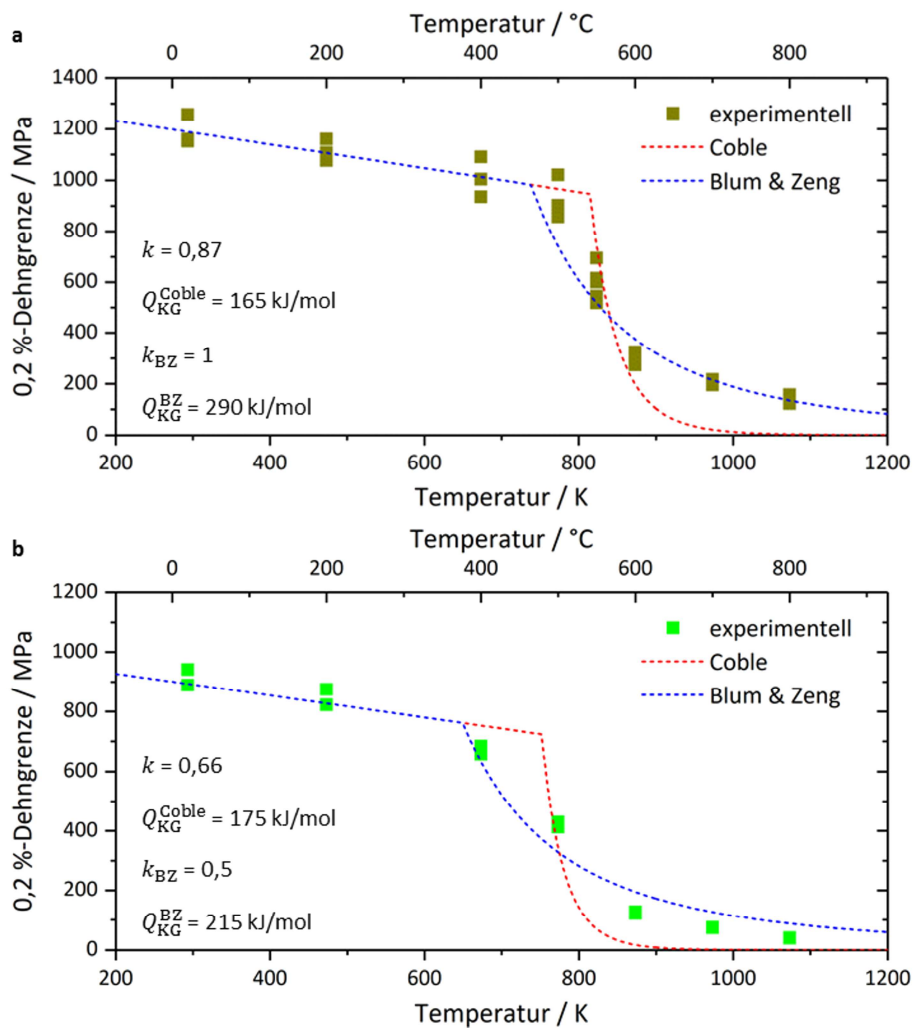 a
Temperatur / °C
0 200 400 600 800
0,2 %-Dehngrenze / MPa
1400
1200
1000
800
600
400
200
0
experimentell
Coble
Blum & Zeng
k = 0,87
Q_KG^Coble = 165 kJ/mol
k_BZ = 1
Q_KG^BZ = 290 kJ/mol
200 400 600 800 1000 1200
Temperatur / K
b
Temperatur / °C
0 200 400 600 800
0,2 %-Dehngrenze / MPa
1200
1000
800
600
400
200
0
experimentell
Coble
Blum & Zeng
k = 0,66
Q_KG^Coble = 175 kJ/mol
k_BZ = 0,5
Q_KG^BZ = 215 kJ/mol
200 400 600 800 1000 1200
Temperatur / K